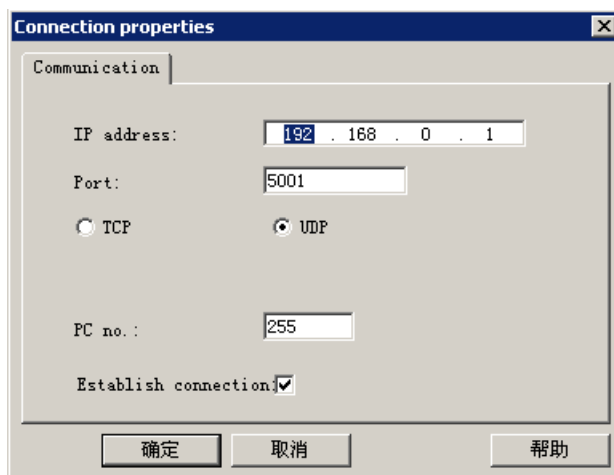 Connection properties
Communication
IP address: 192 . 168 . 0 . 1
Port: 5001
TCP UDP
PC no.: 255
Establish connection:
确定 取消 帮助